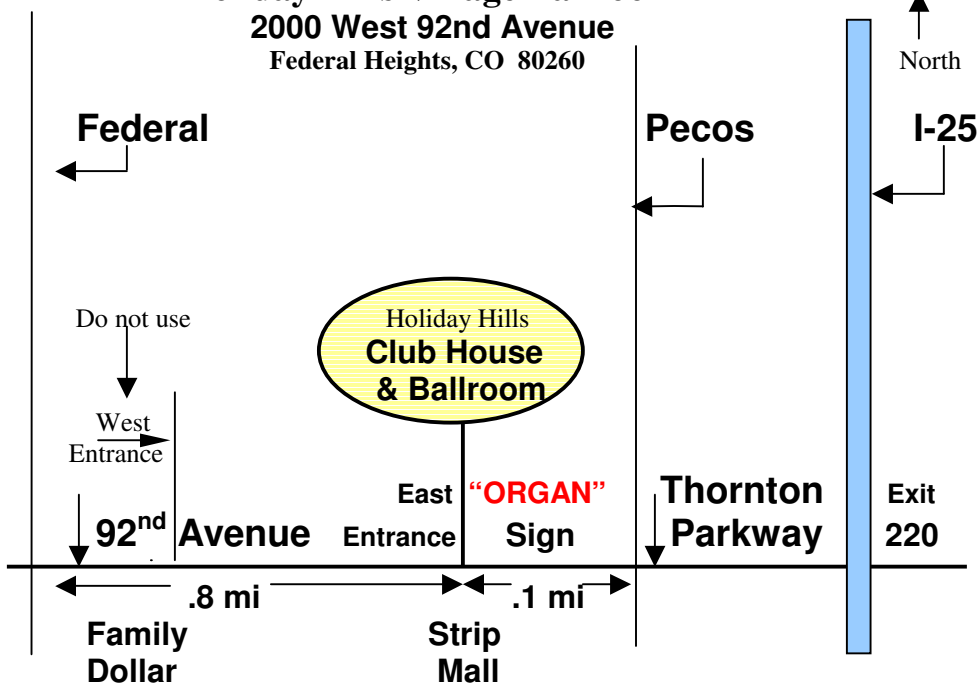 2000 West 92nd Avenue
Federal Heights, CO 80260
North
Federal
Pecos
I-25
Do not use
Holiday Hills
Club House
& Ballroom
West
Entrance
East
Entrance
“ORGAN”
Sign
Thornton
Parkway
Exit
220
92nd Avenue
.8 mi
.1 mi
Family
Dollar
Strip
Mall